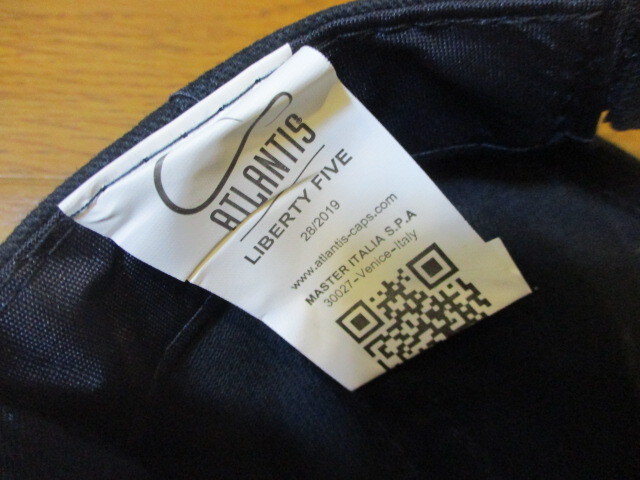 ATLANTIS
LIBERTY FIVE
28/2019
www.atlantis-caps.com
MASTER ITALIA S.P.A
30027-Venice-Italy